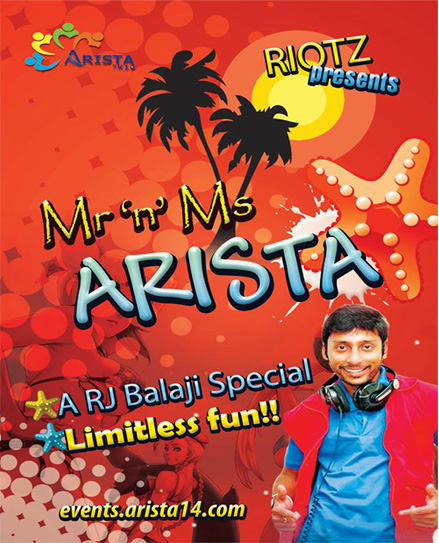 ARISTA
RIOTZ
presents
Mr 'n' Ms
ARISTA
A RJ Balaji Special
Limitless fun!!
events.arista14.com